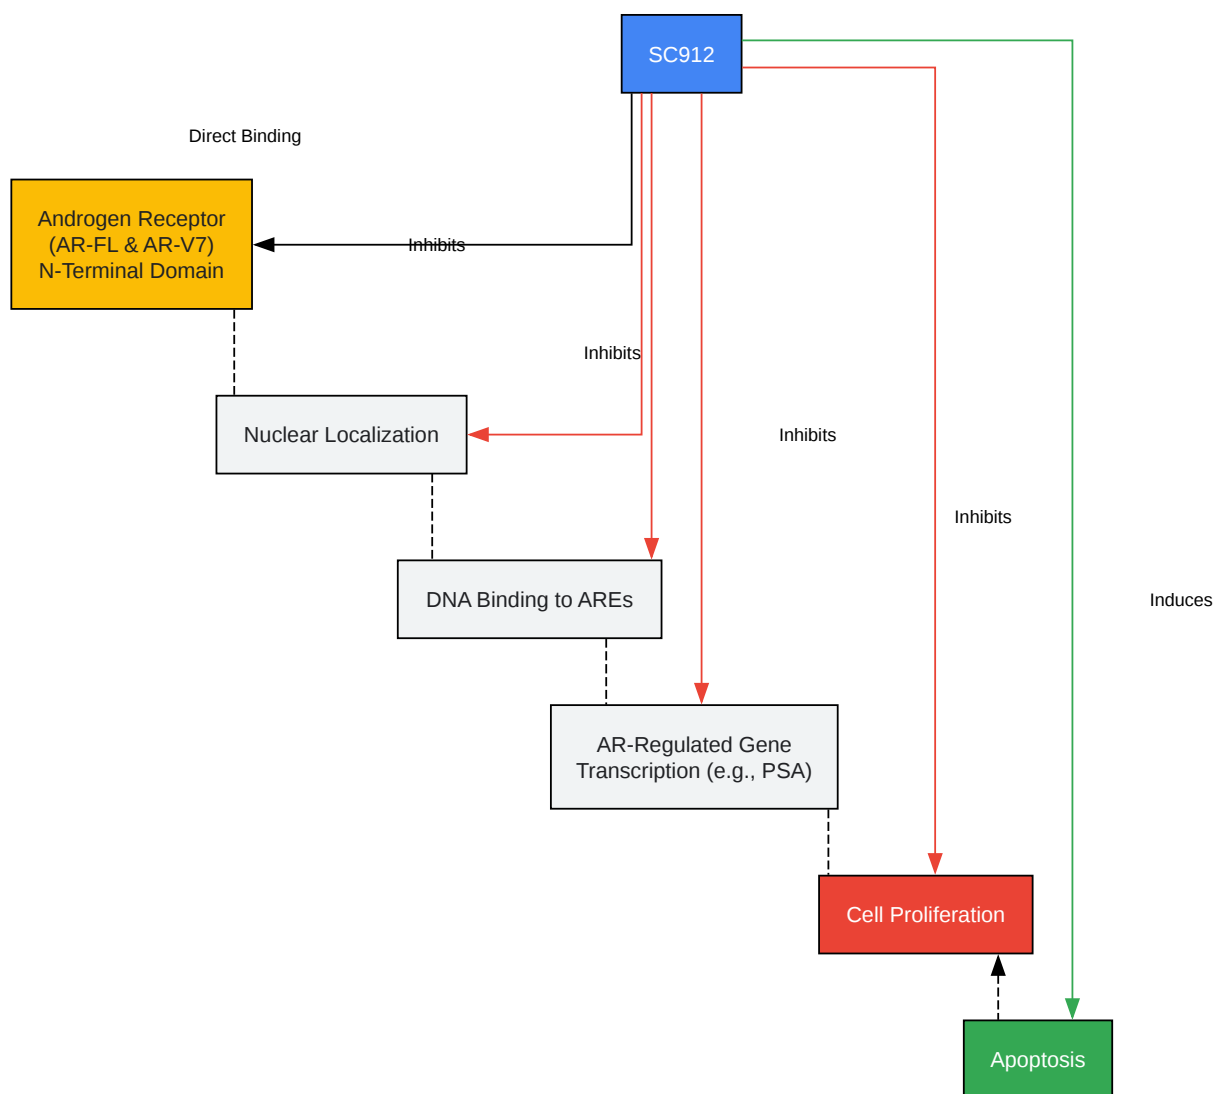 SC912
Direct Binding
Androgen Receptor
(AR-FL & AR-V7)
N-Terminal Domain
Inhibits
Inhibits
Nuclear Localization
Inhibits
Inhibits
DNA Binding to AREs
Induces
AR-Regulated Gene
Transcription (e.g., PSA)
Cell Proliferation
Apoptosis